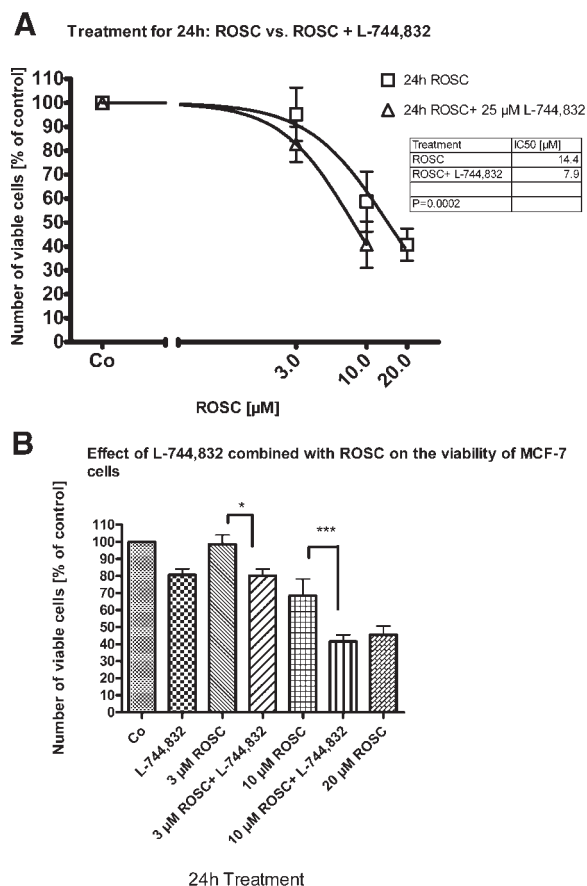 A
Treatment for 24h: ROSC vs. ROSC + L-744,832
Number of viable cells [% of control]
110
100
90
80
70
60
50
40
30
20
10
0
24h ROSC
24h ROSC+ 25 µM L-744,832
Treatment IC50 [µM]
ROSC 14.4
ROSC+ L-744,832 7.9
P=0.0002
Co 3.0 10.0 20.0
ROSC [µM]
B
Effect of L-744,832 combined with ROSC on the viability of MCF-7
cells
Number of viable cells [% of control]
110
100
90
80
70
60
50
40
30
20
10
0
*
***
Co
L-744,832
3 µM ROSC
3 µM ROSC+ L-744,832
10 µM ROSC
10 µM ROSC+ L-744,832
20 µM ROSC
24h Treatment